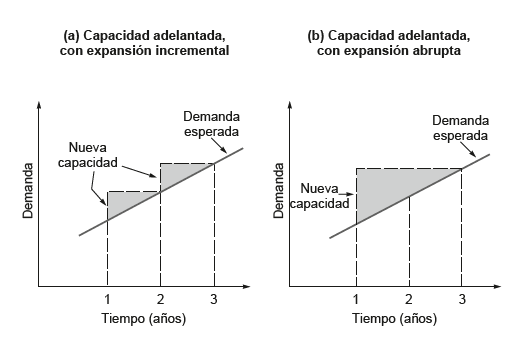 (a) Capacidad adelantada,
con expansión incremental
Demanda
Nueva
capacidad
Demanda
esperada
1
2
3
Tiempo (años)
(b) Capacidad adelantada,
con expansión abrupta
Demanda
Nueva
capacidad
Demanda
esperada
1
2
3
Tiempo (años)